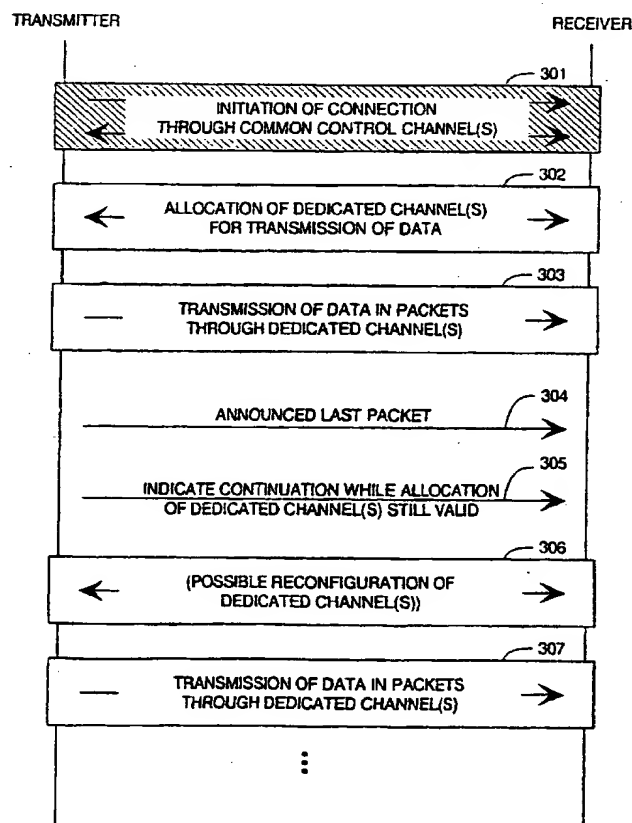 TRANSMITTER
RECEIVER
301
INITIATION OF CONNECTION
THROUGH COMMON CONTROL CHANNEL(S)
302
ALLOCATION OF DEDICATED CHANNEL(S)
FOR TRANSMISSION OF DATA
303
TRANSMISSION OF DATA IN PACKETS
THROUGH DEDICATED CHANNEL(S)
304
ANNOUNCED LAST PACKET
305
INDICATE CONTINUATION WHILE ALLOCATION
OF DEDICATED CHANNEL(S) STILL VALID
306
(POSSIBLE RECONFIGURATION OF
DEDICATED CHANNEL(S))
307
TRANSMISSION OF DATA IN PACKETS
THROUGH DEDICATED CHANNEL(S)